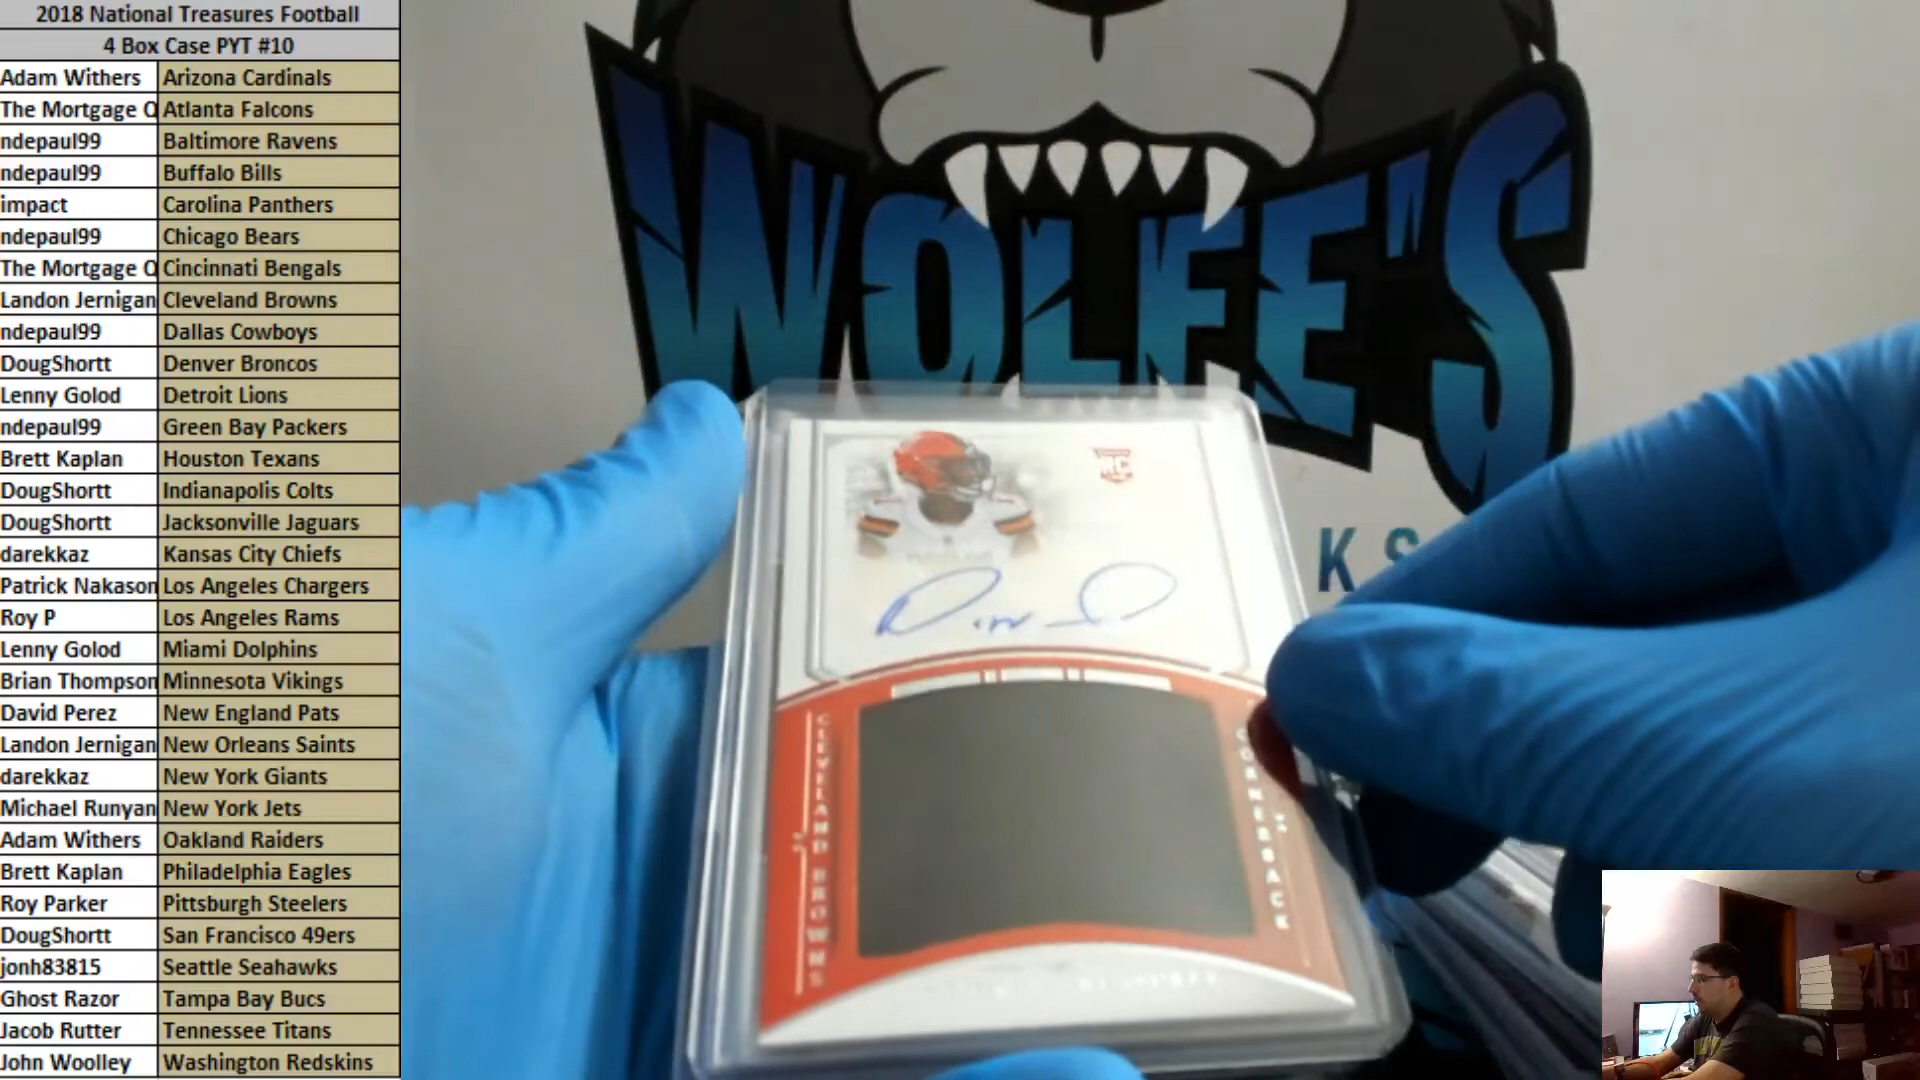 2018 National Treasures Football
4 Box Case PYT #10
Adam Withers Arizona Cardinals
The Mortgage Q Atlanta Falcons
ndepaul99 Baltimore Ravens
ndepaul99 Buffalo Bills
impact Carolina Panthers
ndepaul99 Chicago Bears
The Mortgage Q Cincinnati Bengals
Landon Jernigan Cleveland Browns
ndepaul99 Dallas Cowboys
DougShortt Denver Broncos
Lenny Golod Detroit Lions
ndepaul99 Green Bay Packers
Brett Kaplan Houston Texans
DougShortt Indianapolis Colts
DougShortt Jacksonville Jaguars
darekkaz Kansas City Chiefs
Patrick Nakason Los Angeles Chargers
Roy P Los Angeles Rams
Lenny Golod Miami Dolphins
Brian Thompson Minnesota Vikings
David Perez New England Pats
Landon Jernigan New Orleans Saints
darekkaz New York Giants
Michael Runyan New York Jets
Adam Withers Oakland Raiders
Brett Kaplan Philadelphia Eagles
Roy Parker Pittsburgh Steelers
DougShortt San Francisco 49ers
jonh83815 Seattle Seahawks
Ghost Razor Tampa Bay Bucs
Jacob Rutter Tennessee Titans
John Woolley Washington Redskins
WOLFE'S
KS
RC
CLEVELAND BROWNS
CORNERBACK